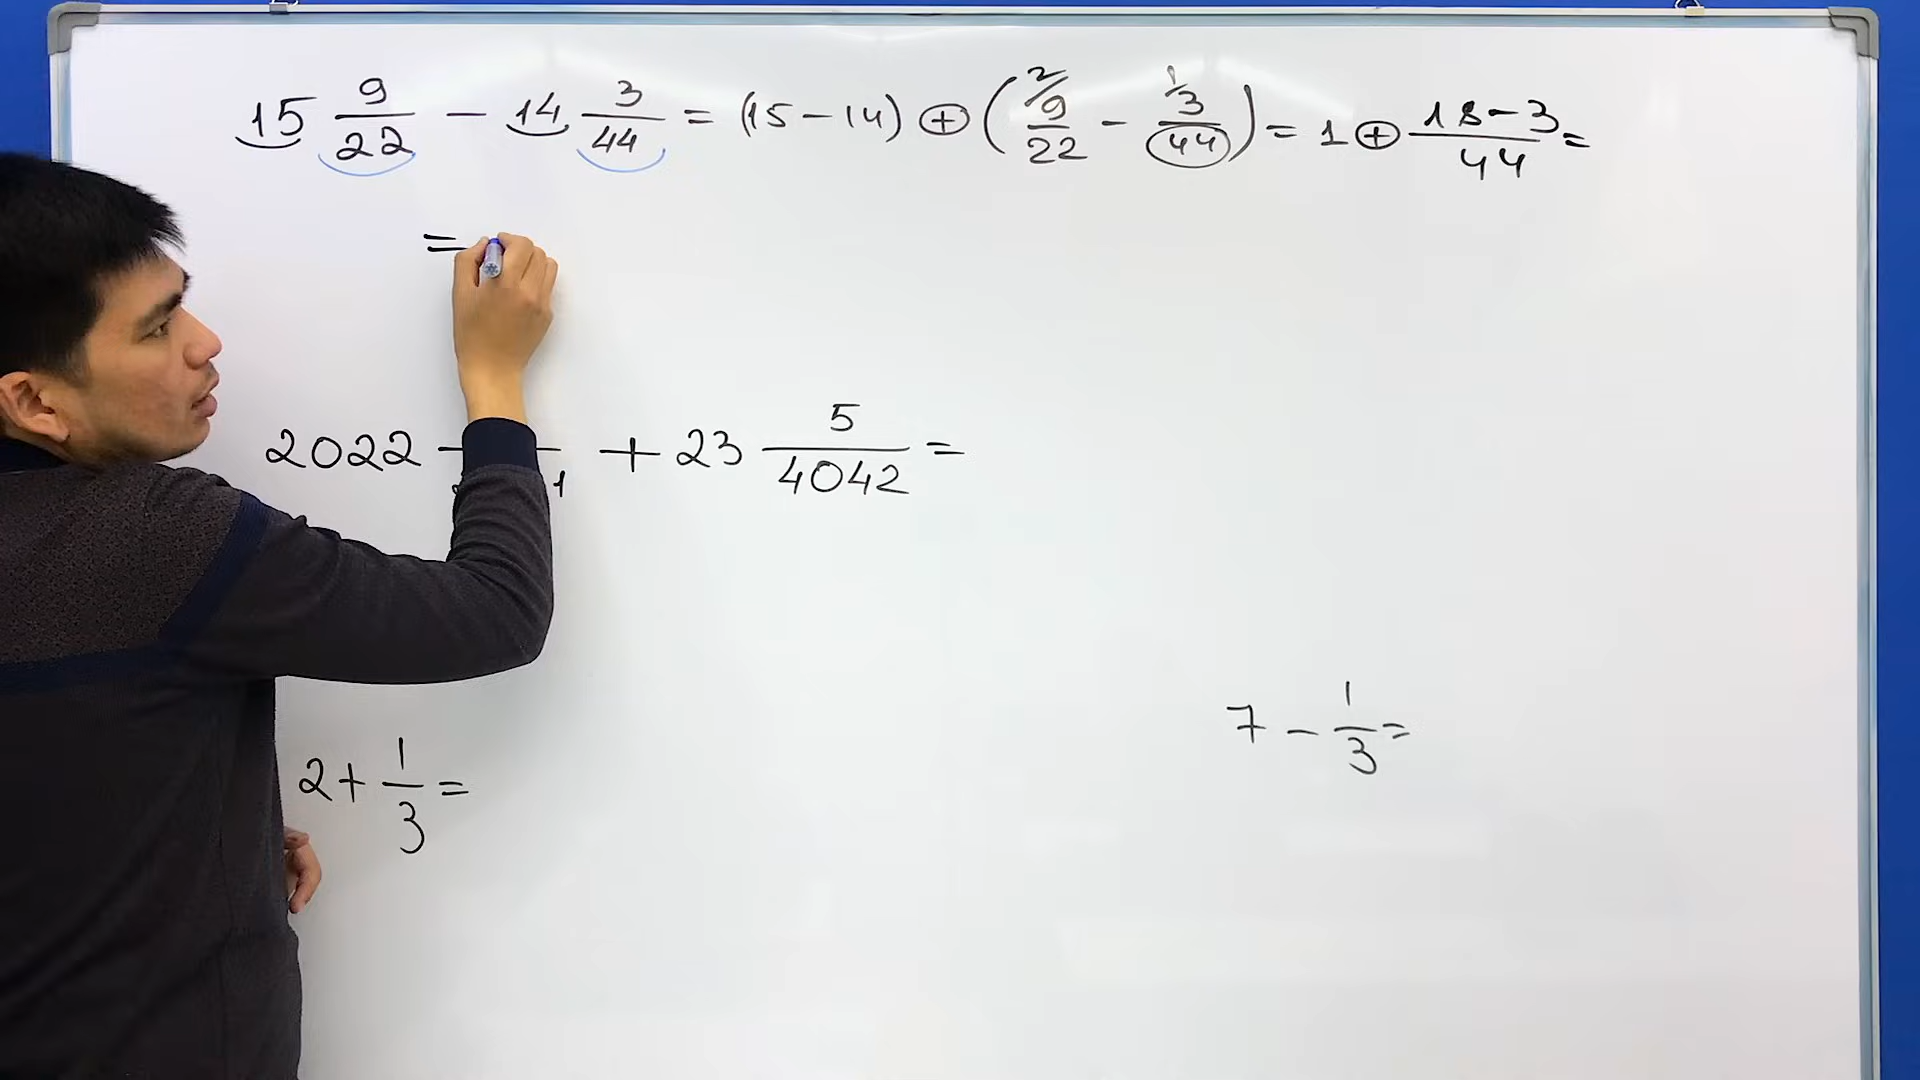 15 9/22 − 14 3/44 = (15 − 14) ⊕ (2/ 9/22 − 1/ 3/44) = 1 ⊕ 18−3/44 =
=
2022 + 23 5/4042 =
7 − 1/3 =
2 + 1/3 =